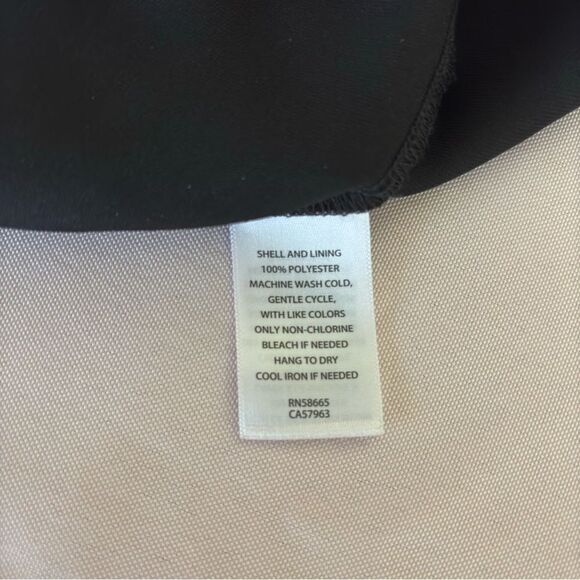 SHELL AND LINING
100% POLYESTER
MACHINE WASH COLD,
GENTLE CYCLE,
WITH LIKE COLORS
ONLY NON-CHLORINE
BLEACH IF NEEDED
HANG TO DRY
COOL IRON IF NEEDED
RN58665
CA57963